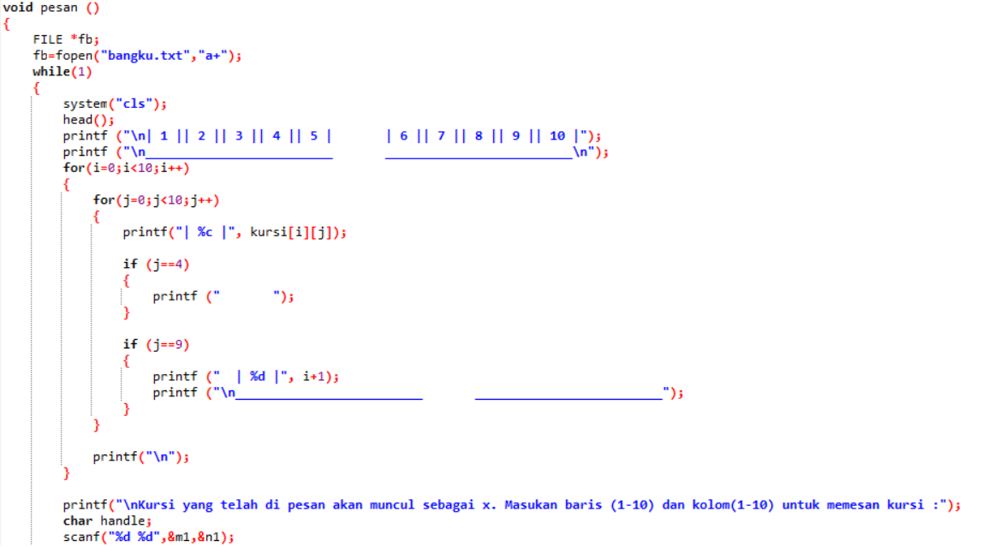 void pesan ()
{
    FILE *fb;
    fb=fopen("bangku.txt","a+");
    while(1)
    {
        system("cls");
        head();
        printf ("\n| 1 || 2 || 3 || 4 || 5 |       | 6 || 7 || 8 || 9 || 10 |");
        printf ("\n_________________________       _________________________\n");
        for(i=0;i<10;i++)
        {
            for(j=0;j<10;j++)
            {
                printf("| %c |", kursi[i][j]);

                if (j==4)
                {
                    printf ("       ");
                }

                if (j==9)
                {
                    printf ("  | %d |", i+1);
                    printf ("\n_________________________       _________________________");
                }
            }

            printf("\n");
        }

        printf("\nKursi yang telah di pesan akan muncul sebagai x. Masukan baris (1-10) dan kolom(1-10) untuk memesan kursi :");
        char handle;
        scanf("%d %d",&m1,&n1);